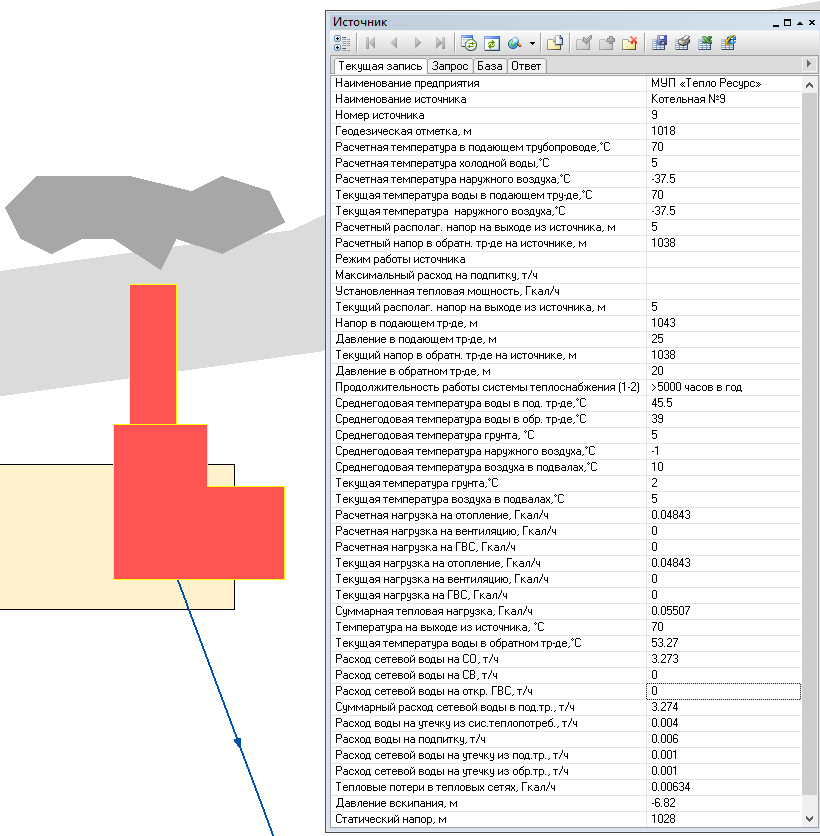 Источник
Текущая запись Запрос База Ответ
Наименование предприятия МУП «Тепло Ресурс»
Наименование источника Котельная №9
Номер источника 9
Геодезическая отметка, м 1018
Расчетная температура в подающем трубопроводе,°C 70
Расчетная температура холодной воды,°C 5
Расчетная температура наружного воздуха,°C -37.5
Текущая температура воды в подающем тру-де,°C 70
Текущая температура наружного воздуха,°C -37.5
Расчетный располаг. напор на выходе из источника, м 5
Расчетный напор в обратн. тр-де на источнике, м 1038
Режим работы источника
Максимальный расход на подпитку, т/ч
Установленная тепловая мощность, Гкал/ч
Текущий располаг. напор на выходе из источника, м 5
Напор в подающем тр-де, м 1043
Давление в подающем тр-де, м 25
Текущий напор в обратн. тр-де на источнике, м 1038
Давление в обратном тр-де, м 20
Продолжительность работы системы теплоснабжения (1-2) >5000 часов в год
Среднегодовая температура воды в под. тр-де,°C 45.5
Среднегодовая температура воды в обр. тр-де,°C 39
Среднегодовая температура грунта, °C 5
Среднегодовая температура наружного воздуха,°C -1
Среднегодовая температура воздуха в подвалах,°C 10
Текущая температура грунта,°C 2
Текущая температура воздуха в подвалах,°C 5
Расчетная нагрузка на отопление, Гкал/ч 0.04843
Расчетная нагрузка на вентиляцию, Гкал/ч 0
Расчетная нагрузка на ГВС, Гкал/ч 0
Текущая нагрузка на отопление, Гкал/ч 0.04843
Текущая нагрузка на вентиляцию, Гкал/ч 0
Текущая нагрузка на ГВС, Гкал/ч 0
Суммарная тепловая нагрузка, Гкал/ч 0.05507
Температура на выходе из источника, °C 70
Текущая температура воды в обратном тр-де,°C 53.27
Расход сетевой воды на СО, т/ч 3.273
Расход сетевой воды на СВ, т/ч 0
Расход сетевой воды на откр. ГВС, т/ч 0
Суммарный расход сетевой воды в под.тр., т/ч 3.274
Расход воды на утечку из сис.теплопотреб., т/ч 0.004
Расход воды на подпитку, т/ч 0.006
Расход сетевой воды на утечку из под.тр., т/ч 0.001
Расход сетевой воды на утечку из обр.тр., т/ч 0.001
Тепловые потери в тепловых сетях, Гкал/ч 0.00634
Давление вскипания, м -6.82
Статический напор, м 1028